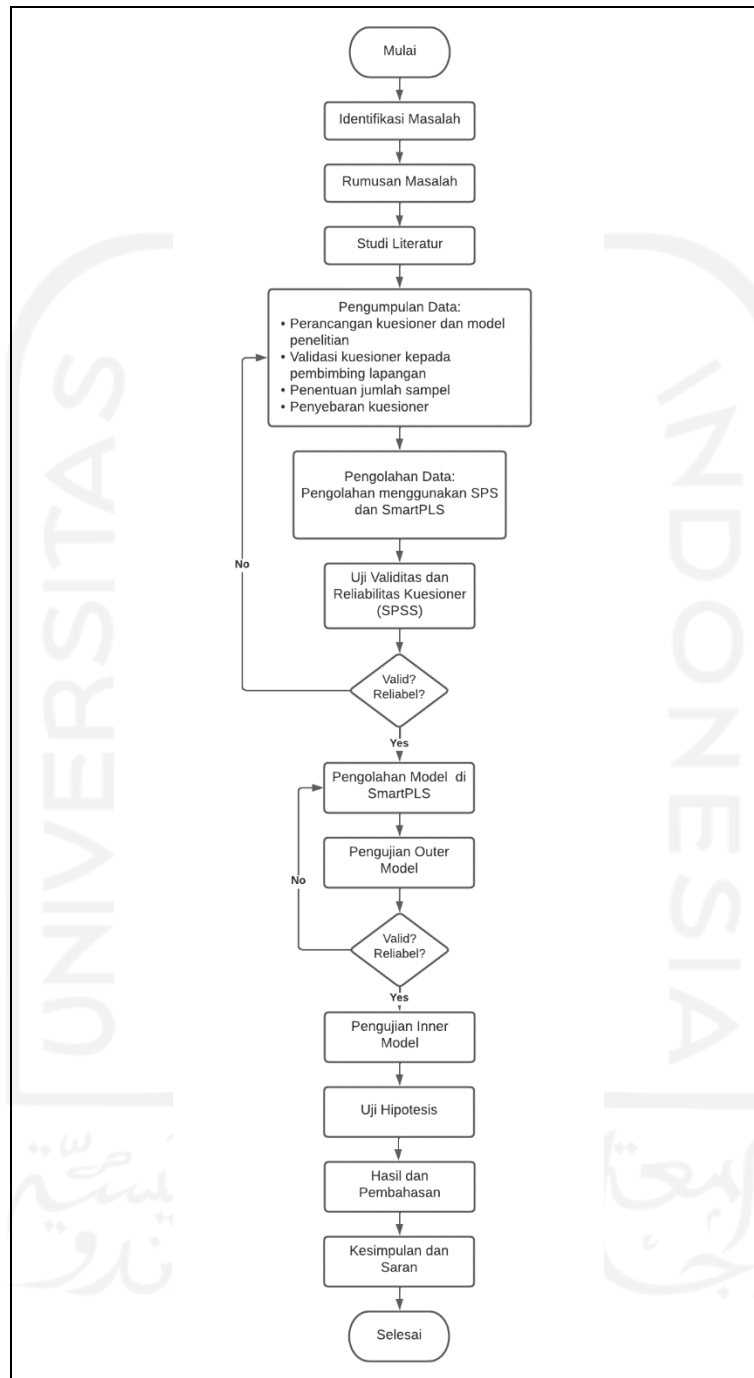 Mulai
Identifikasi Masalah
Rumusan Masalah
Studi Literatur
Pengumpulan Data:
• Perancangan kuesioner dan model
penelitian
• Validasi kuesioner kepada
pembimbing lapangan
• Penentuan jumlah sampel
• Penyebaran kuesioner
Pengolahan Data:
Pengolahan menggunakan SPS
dan SmartPLS
No
Uji Validitas dan
Reliabilitas Kuesioner
(SPSS)
Valid?
Reliabel?
Yes
Pengolahan Model di
SmartPLS
Pengujian Outer
Model
No
Valid?
Reliabel?
Yes
Pengujian Inner
Model
Uji Hipotesis
Hasil dan
Pembahasan
Kesimpulan dan
Saran
Selesai
UNIVERSITAS
INDONESIA